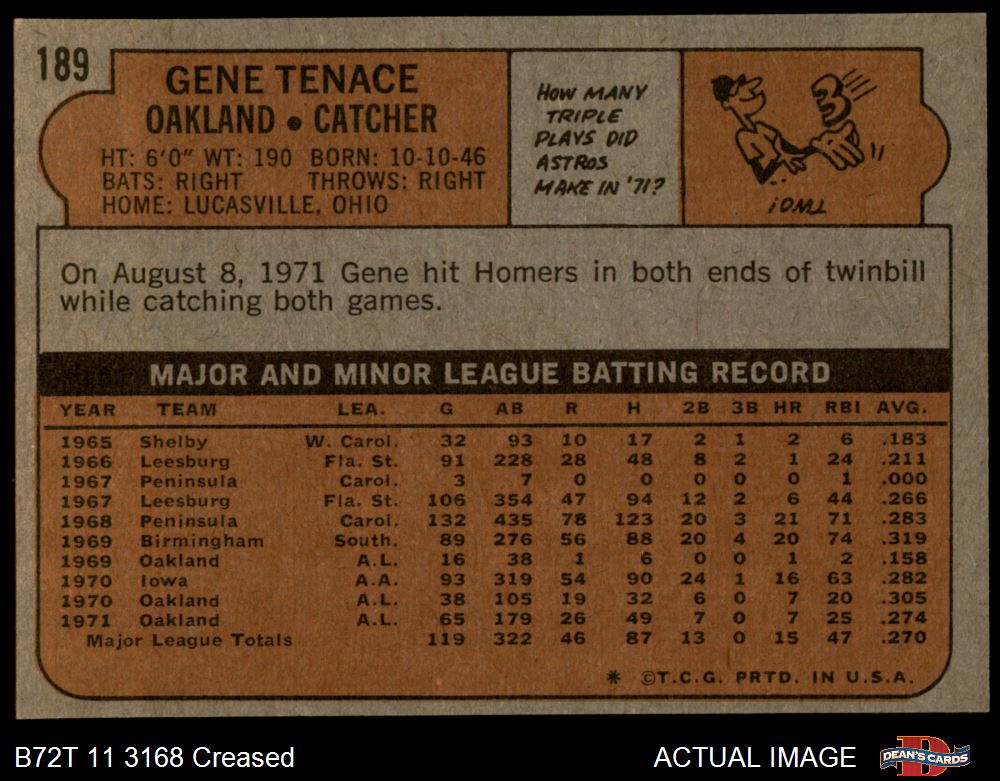 189
GENE TENACE
OAKLAND • CATCHER
HT: 6'0" WT: 190 BORN: 10-10-46
BATS: RIGHT THROWS: RIGHT
HOME: LUCASVILLE, OHIO
HOW MANY
TRIPLE
PLAYS DID
ASTROS
MAKE IN '71?
3
TWO!
On August 8, 1971 Gene hit Homers in both ends of twinbill
while catching both games.
MAJOR AND MINOR LEAGUE BATTING RECORD
YEAR TEAM LEA. G AB R H 2B 3B HR RBI AVG.
1965 Shelby W. Carol. 32 93 10 17 2 1 2 6 .183
1966 Leesburg Fla. St. 91 228 28 48 8 2 1 24 .211
1967 Peninsula Carol. 3 7 0 0 0 0 0 1 .000
1967 Leesburg Fla. St. 106 354 47 94 12 2 6 44 .266
1968 Peninsula Carol. 132 435 78 123 20 3 21 71 .283
1969 Birmingham South. 89 276 56 88 20 4 20 74 .319
1969 Oakland A.L. 16 38 1 6 0 0 1 2 .158
1970 Iowa A.A. 93 319 54 90 24 1 16 63 .282
1970 Oakland A.L. 38 105 19 32 6 0 7 20 .305
1971 Oakland A.L. 65 179 26 49 7 0 7 25 .274
Major League Totals 119 322 46 87 13 0 15 47 .270
* ©T.C.G. PRTD. IN U.S.A.
B72T 11 3168 Creased
ACTUAL IMAGE
DEAN'S CARDS